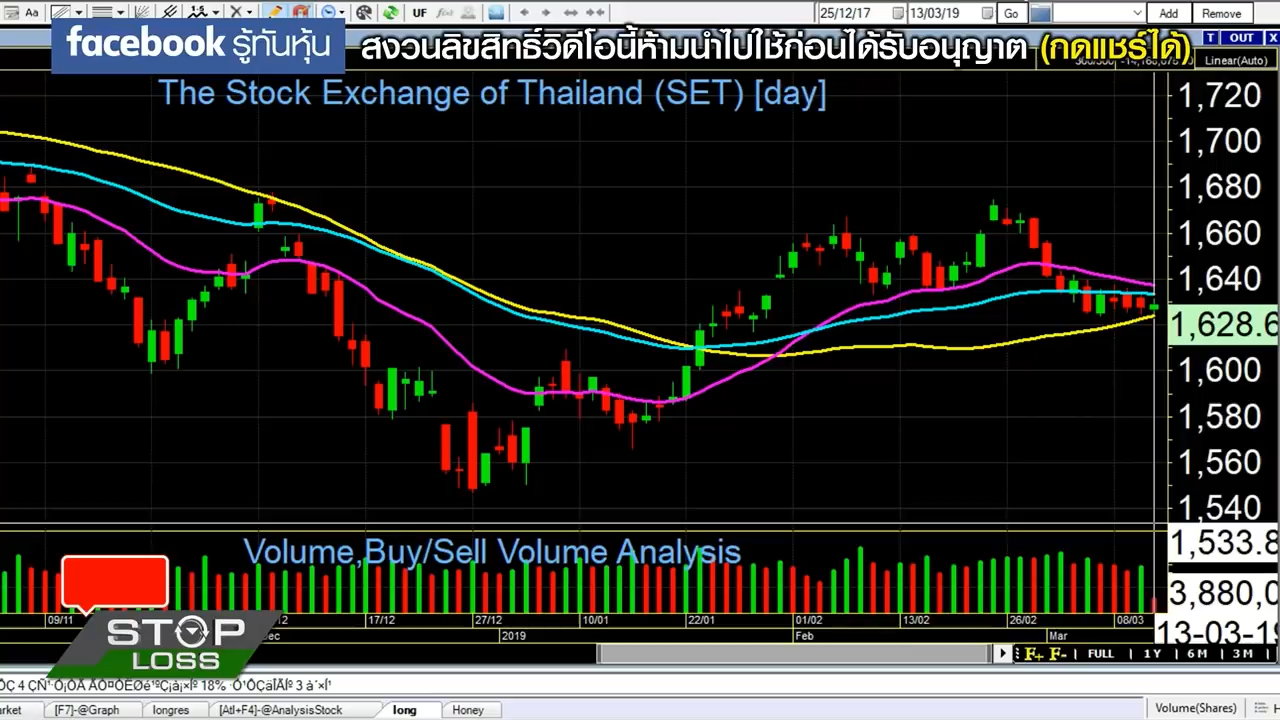 Aa
UF
25/12/17
13/03/19
Go
Add
Remove
facebook รู้ทันหุ้น
สงวนลิขสิทธิ์วิดีโอนี้ห้ามนำไปใช้ก่อนได้รับอนุญาต (กดแชร์ได้)
T OUT X
Linear(Auto)
The Stock Exchange of Thailand (SET) [day]
1,720
1,700
1,680
1,660
1,640
1,628.6
1,600
1,580
1,560
1,540
Volume,Buy/Sell Volume Analysis
1,533.8
3,880,0
09/11
17/12
27/12
10/01
22/01
01/02
13/02
26/02
08/03
2019
Feb
Mar
13-03-19
STOP
LOSS
F+ F- | FULL | 1Y | 6M | 3M |
[F7]-@Graph
longres
[Atl+F4]-@AnalysisStock
long
Honey
Volume(Shares)